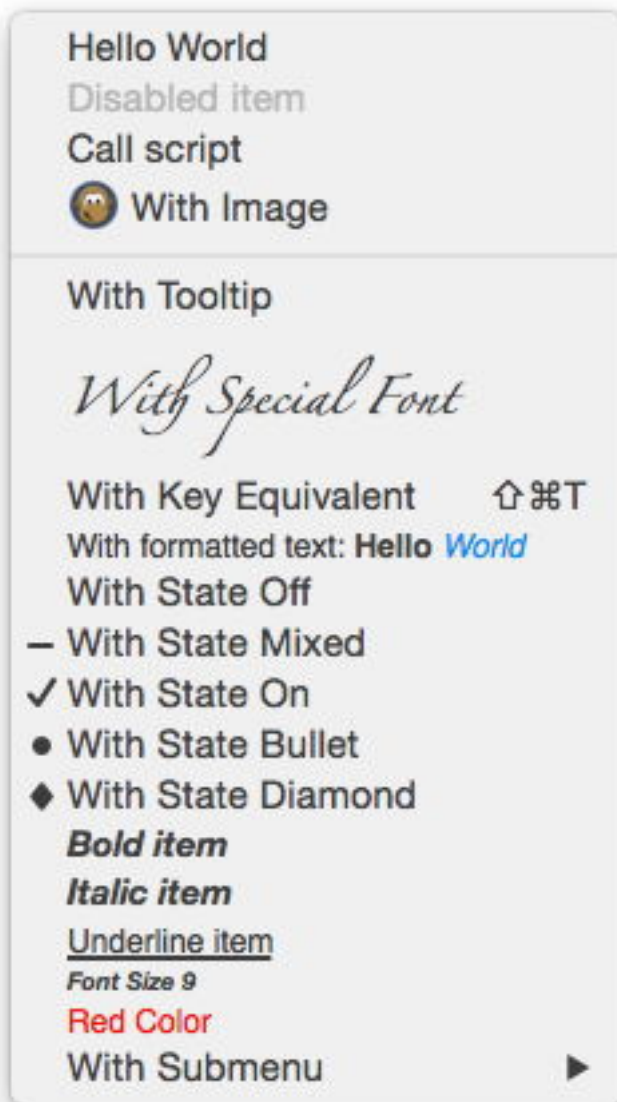 Hello World
Disabled item
Call script
With Image
With Tooltip
With Special Font
With Key Equivalent ⇧⌘T
With formatted text: Hello World
With State Off
– With State Mixed
✓ With State On
• With State Bullet
♦ With State Diamond
Bold item
Italic item
Underline item
Font Size 9
Red Color
With Submenu ▶